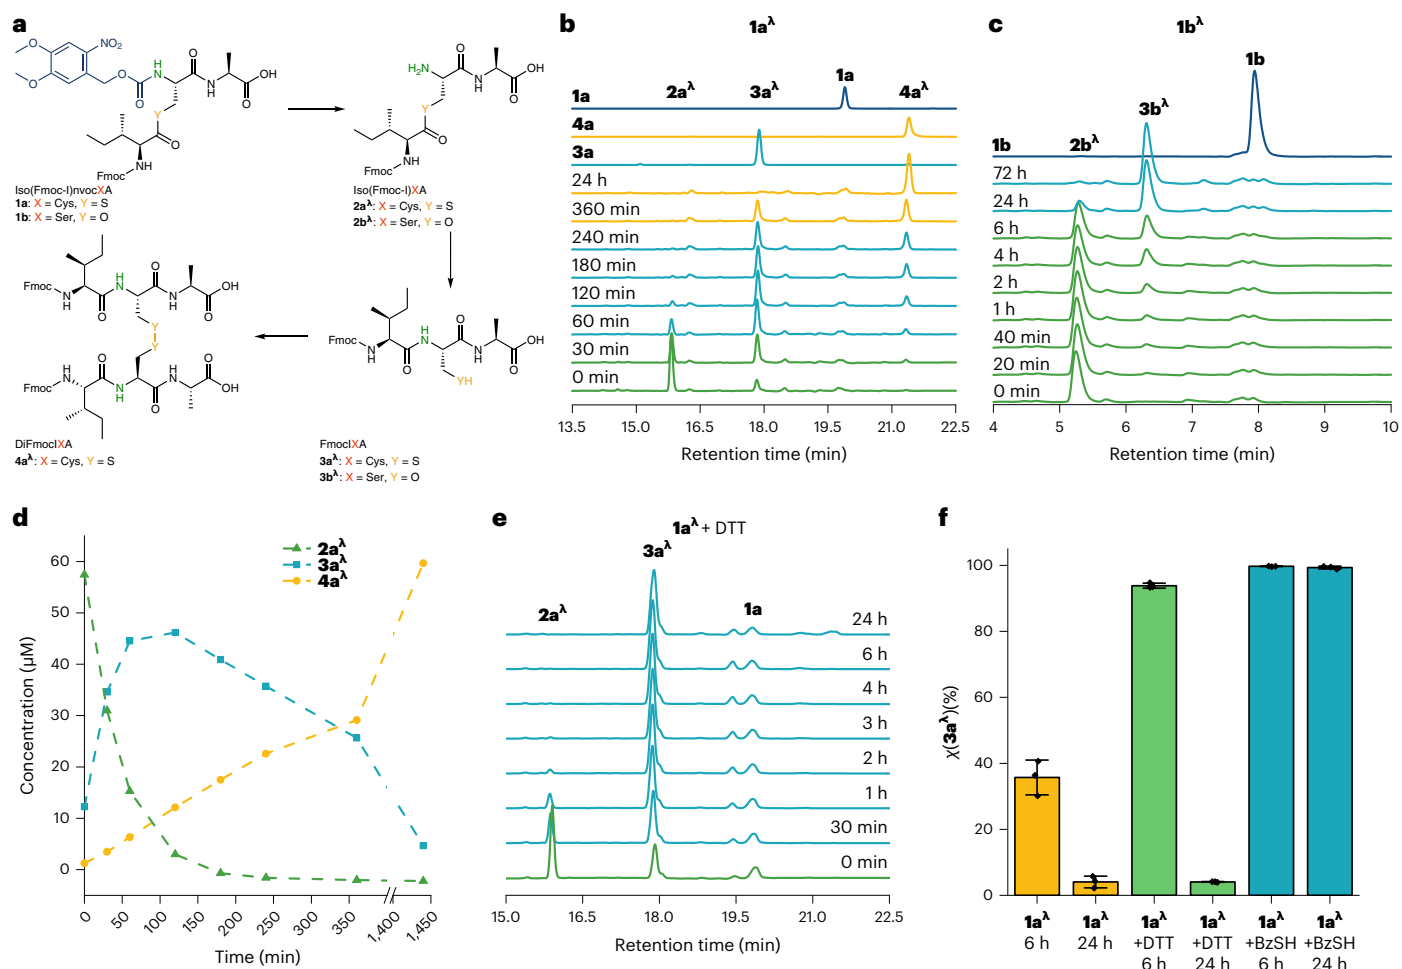 a
NO₂
O
O
O
O
H
N
O
N
H
O
OH
Y
O
NH
Fmoc
Iso(Fmoc-I)nvocXA
1a: X = Cys, Y = S
1b: X = Ser, Y = O
H₂N
O
N
H
O
OH
Y
O
NH
Fmoc
Iso(Fmoc-I)XA
2aλ: X = Cys, Y = S
2bλ: X = Ser, Y = O
Fmoc
N
H
O
H
N
O
N
H
O
OH
Y
Y
Fmoc
H
N
O
N
H
O
H
N
O
OH
DiFmocIXA
4aλ: X = Cys, Y = S
Fmoc
N
H
O
H
N
O
N
H
O
OH
YH
FmocIXA
3aλ: X = Cys, Y = S
3bλ: X = Ser, Y = O
b
1aλ
1a
2aλ
3aλ
1a
4aλ
4a
3a
24 h
360 min
240 min
180 min
120 min
60 min
30 min
0 min
13.5 15.0 16.5 18.0 19.5 21.0 22.5
Retention time (min)
c
1bλ
1b
3bλ
1b
2bλ
72 h
24 h
6 h
4 h
2 h
1 h
40 min
20 min
0 min
4 5 6 7 8 9 10
Retention time (min)
d
2aλ
3aλ
4aλ
60
50
40
30
20
10
0
Concentration (µM)
0 50 100 150 200 250 300 350 1,400 1,450
Time (min)
e
1aλ + DTT
3aλ
2aλ
1a
24 h
6 h
4 h
3 h
2 h
1 h
30 min
0 min
15.0 16.5 18.0 19.5 21.0 22.5
Retention time (min)
f
100
80
60
40
20
0
χ(3aλ)(%)
1aλ 1aλ 1aλ 1aλ 1aλ 1aλ
6 h 24 h +DTT +DTT +BzSH +BzSH
6 h 24 h 6 h 24 h